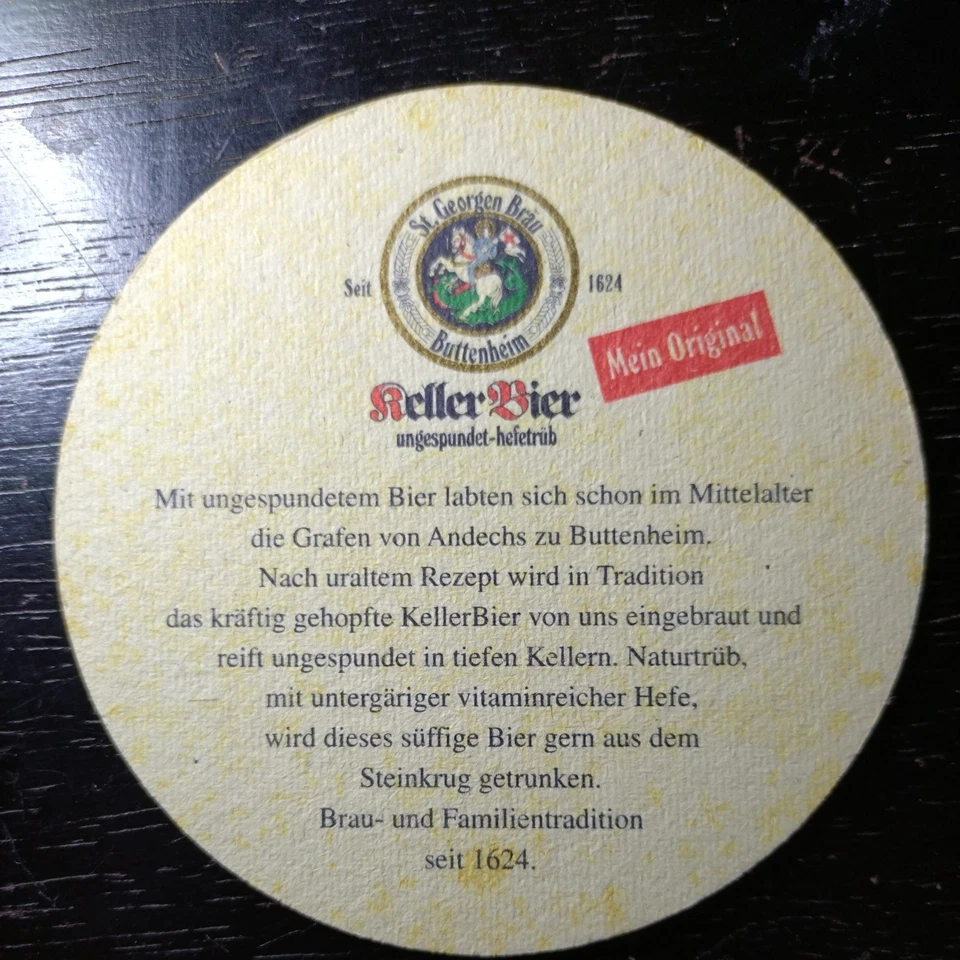 St. Georgen Bräu
Seit 1624
Buttenheim
Mein Original
KellerBier
ungespundet-hefetrüb
Mit ungespundetem Bier labten sich schon im Mittelalter
die Grafen von Andechs zu Buttenheim.
Nach uraltem Rezept wird in Tradition
das kräftig gehopfte KellerBier von uns eingebraut und
reift ungespundet in tiefen Kellern. Naturtrüb,
mit untergäriger vitaminreicher Hefe,
wird dieses süffige Bier gern aus dem
Steinkrug getrunken.
Brau- und Familientradition
seit 1624.